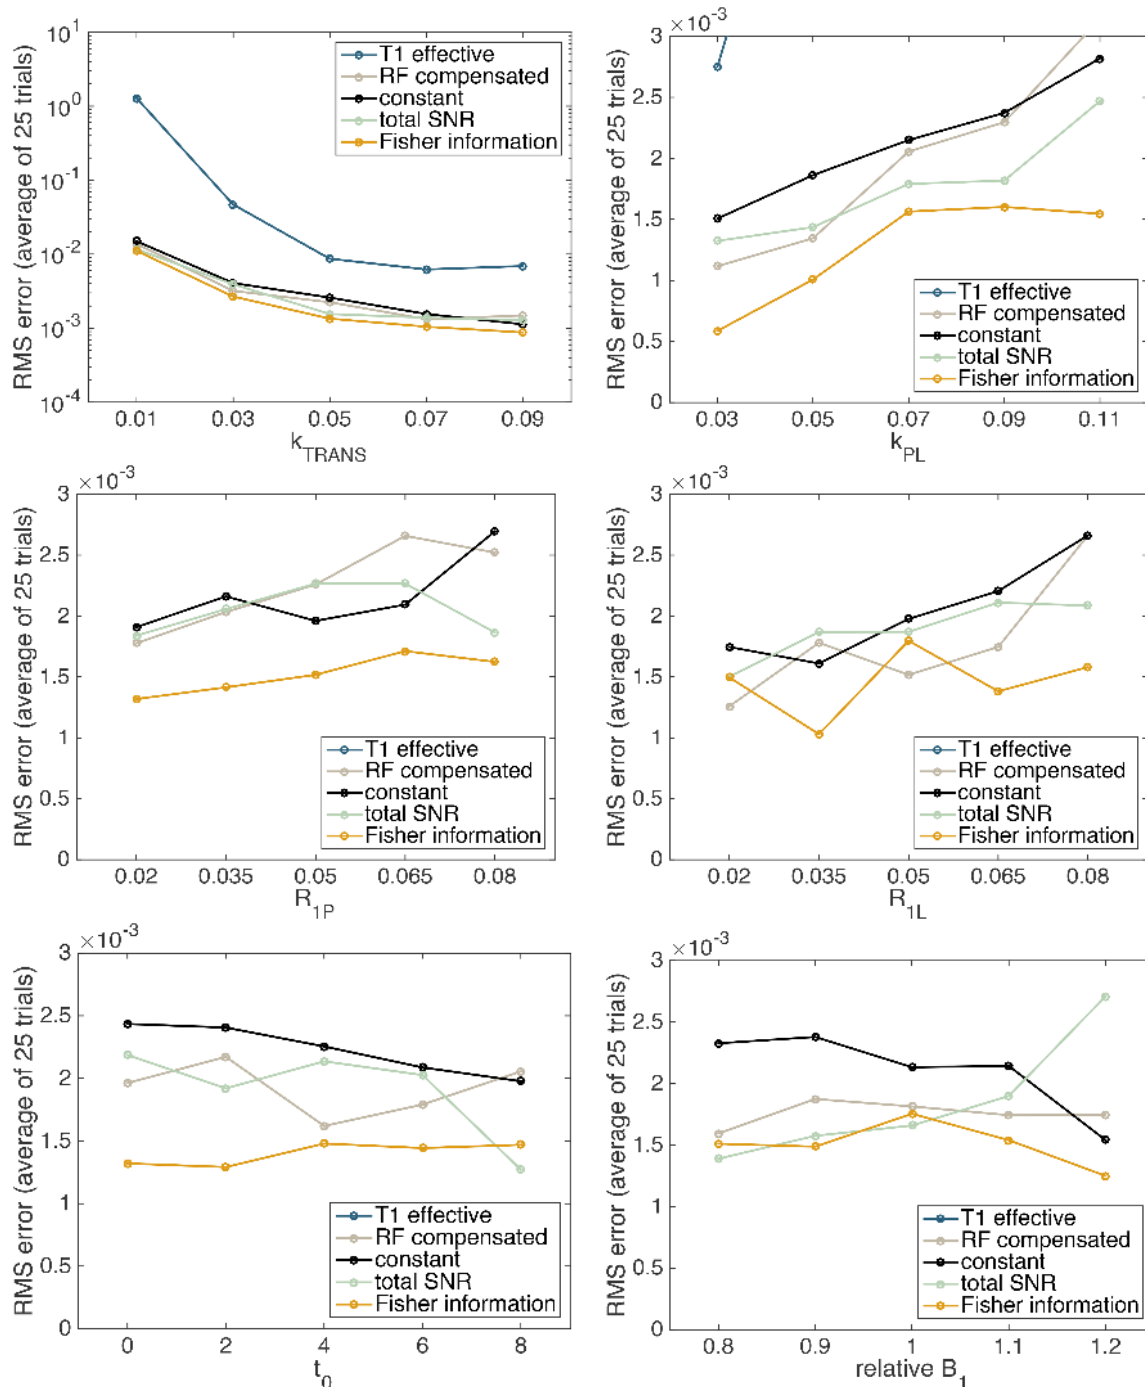 RMS error (average of 25 trials)
10^1
10^0
10^-1
10^-2
10^-3
10^-4
T1 effective
RF compensated
constant
total SNR
Fisher information
0.01 0.03 0.05 0.07 0.09
k_TRANS
×10^-3
RMS error (average of 25 trials)
3
2.5
2
1.5
1
0.5
0
T1 effective
RF compensated
constant
total SNR
Fisher information
0.03 0.05 0.07 0.09 0.11
k_PL
×10^-3
RMS error (average of 25 trials)
3
2.5
2
1.5
1
0.5
0
T1 effective
RF compensated
constant
total SNR
Fisher information
0.02 0.035 0.05 0.065 0.08
R_1P
×10^-3
RMS error (average of 25 trials)
3
2.5
2
1.5
1
0.5
0
T1 effective
RF compensated
constant
total SNR
Fisher information
0.02 0.035 0.05 0.065 0.08
R_1L
×10^-3
RMS error (average of 25 trials)
3
2.5
2
1.5
1
0.5
0
T1 effective
RF compensated
constant
total SNR
Fisher information
0 2 4 6 8
t_0
×10^-3
RMS error (average of 25 trials)
3
2.5
2
1.5
1
0.5
0
T1 effective
RF compensated
constant
total SNR
Fisher information
0.8 0.9 1 1.1 1.2
relative B_1